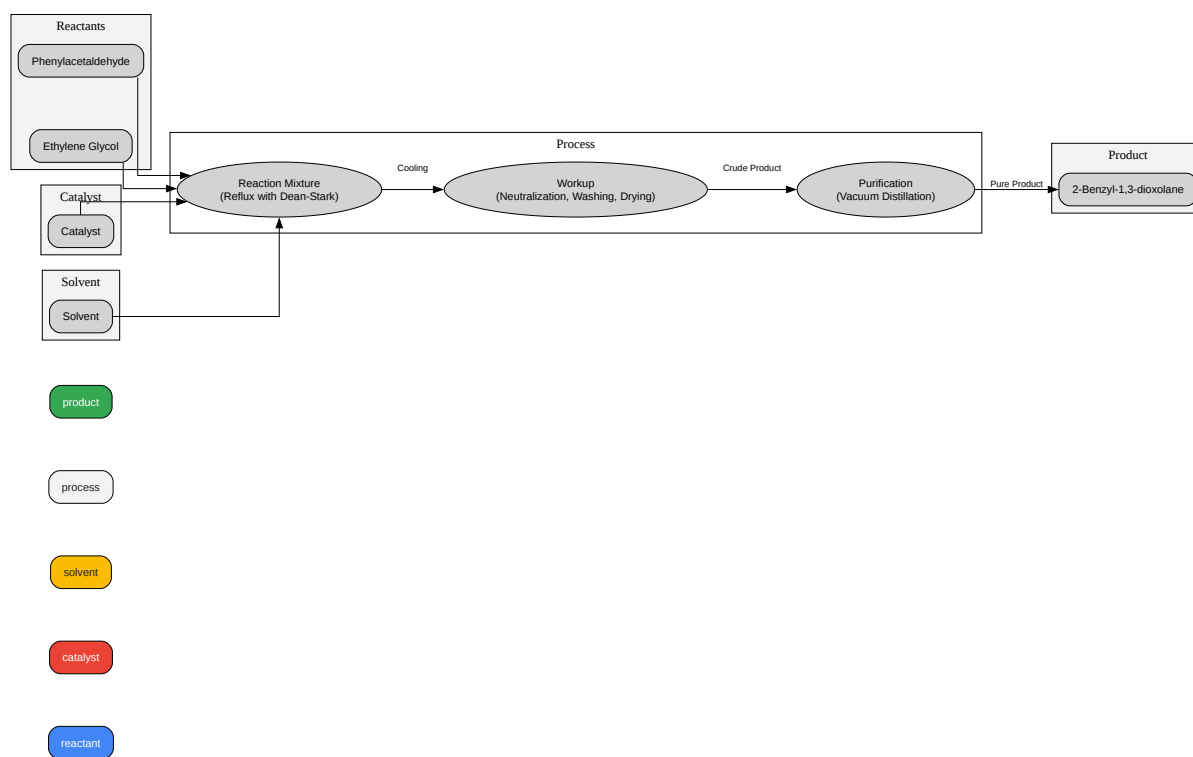 Reactants
Phenylacetaldehyde
Ethylene Glycol
Catalyst
Catalyst
Solvent
Solvent
Process
Reaction Mixture
(Reflux with Dean-Stark)
Cooling
Workup
(Neutralization, Washing, Drying)
Crude Product
Purification
(Vacuum Distillation)
Pure Product
Product
2-Benzyl-1,3-dioxolane
product
process
solvent
catalyst
reactant